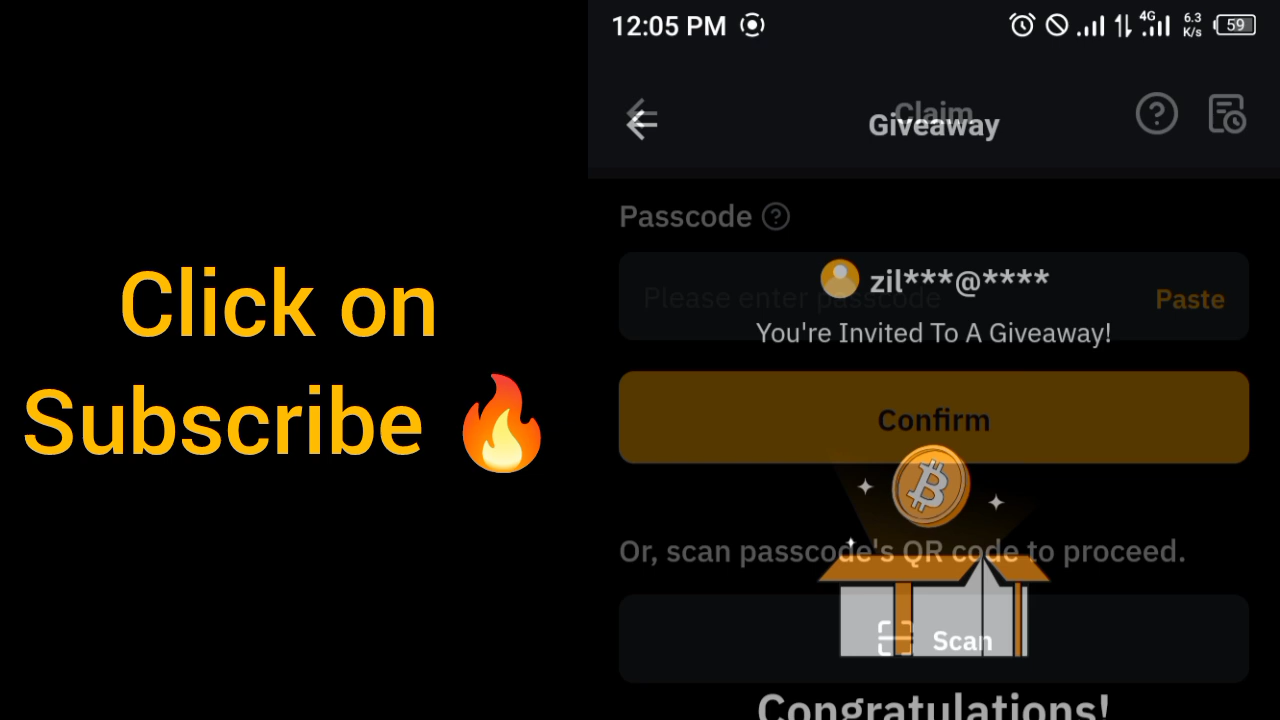 Click on
Subscribe 🔥
12:05 PM
4G
6.3
K/s
59
Claim
Giveaway
Passcode
zil***@****
Please enter passcode
Paste
You're Invited To A Giveaway!
Confirm
Or, scan passcode's QR code to proceed.
Scan
Congratulations!